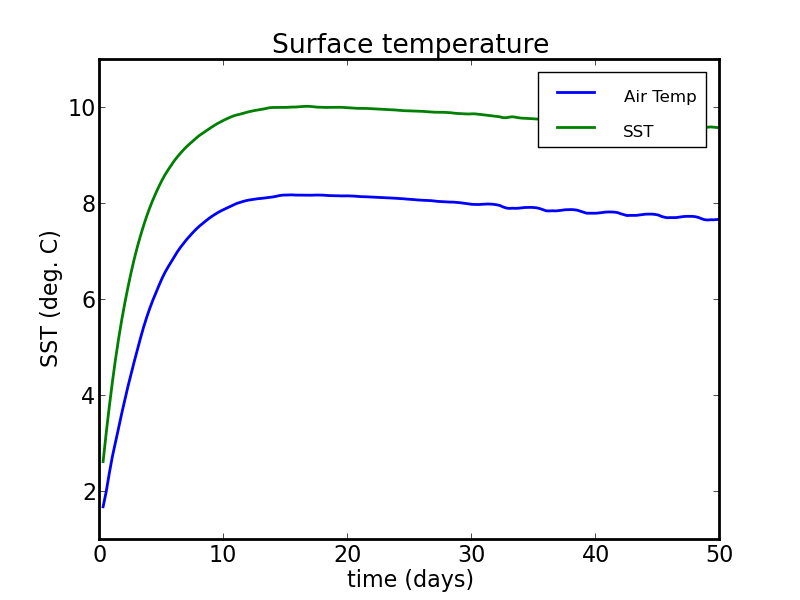 Surface temperature
Air Temp
SST
SST (deg. C)
10
8
6
4
2
0 10 20 30 40 50
time (days)